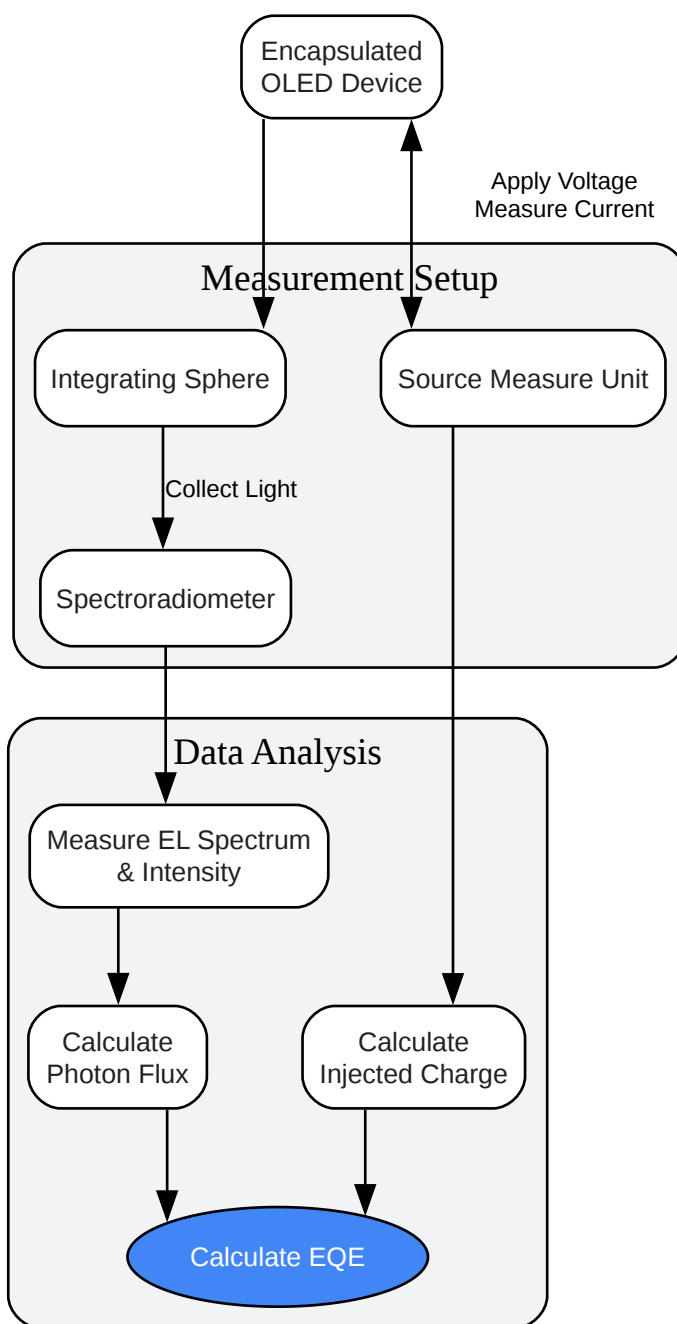 Encapsulated
OLED Device
Apply Voltage
Measure Current
Measurement Setup
Integrating Sphere
Source Measure Unit
Collect Light
Spectroradiometer
Data Analysis
Measure EL Spectrum
& Intensity
Calculate
Photon Flux
Calculate
Injected Charge
Calculate EQE